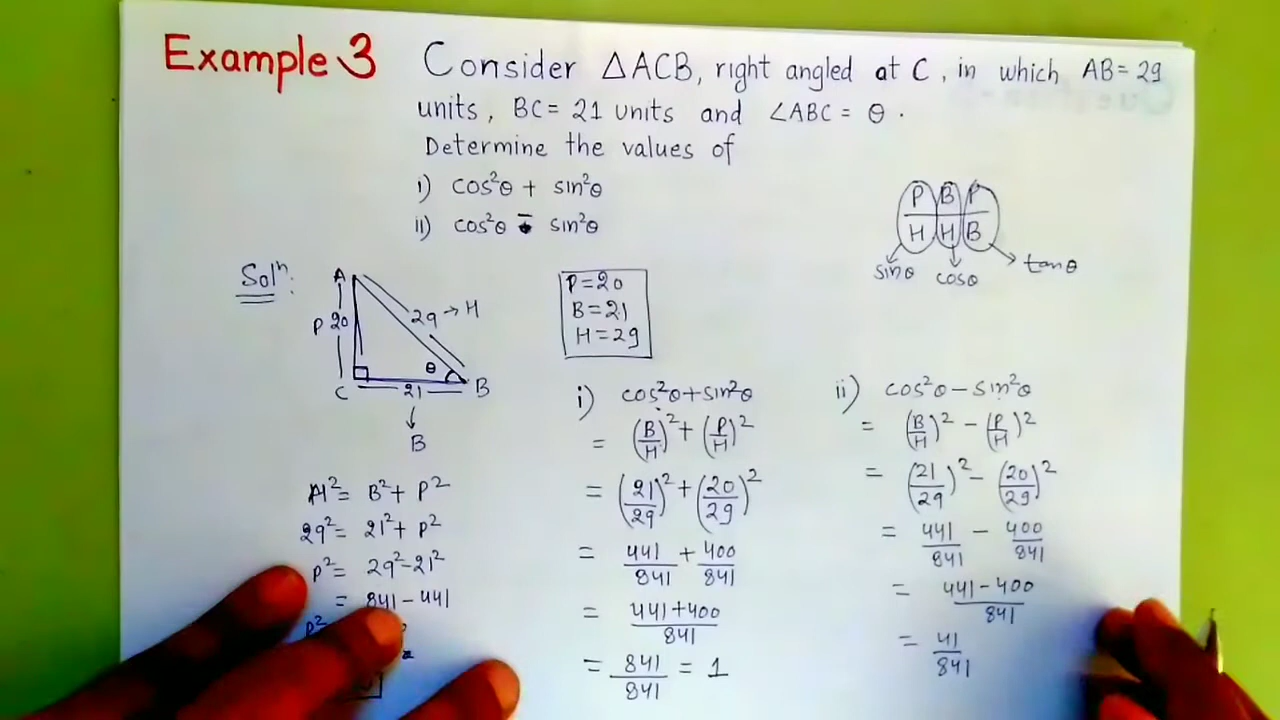 Example 3 Consider △ACB, right angled at C, in which AB = 29
units, BC = 21 units and ∠ABC = θ.
Determine the values of
i) cos²θ + sin²θ
ii) cos²θ - sin²θ
P B P
H H B
sinθ cosθ tanθ
Solⁿ:
A
P 20
29 → H
θ
C 21 B
B
P = 20
B = 21
H = 29
H² = B² + P²
29² = 21² + P²
P² = 29² - 21²
= 841 - 441
P²
i) cos²θ + sin²θ
= (B/H)² + (P/H)²
= (21/29)² + (20/29)²
= 441/841 + 400/841
= 441+400/841
= 841/841 = 1
ii) cos²θ - sin²θ
= (B/H)² - (P/H)²
= (21/29)² - (20/29)²
= 441/841 - 400/841
= 441-400/841
= 41/841